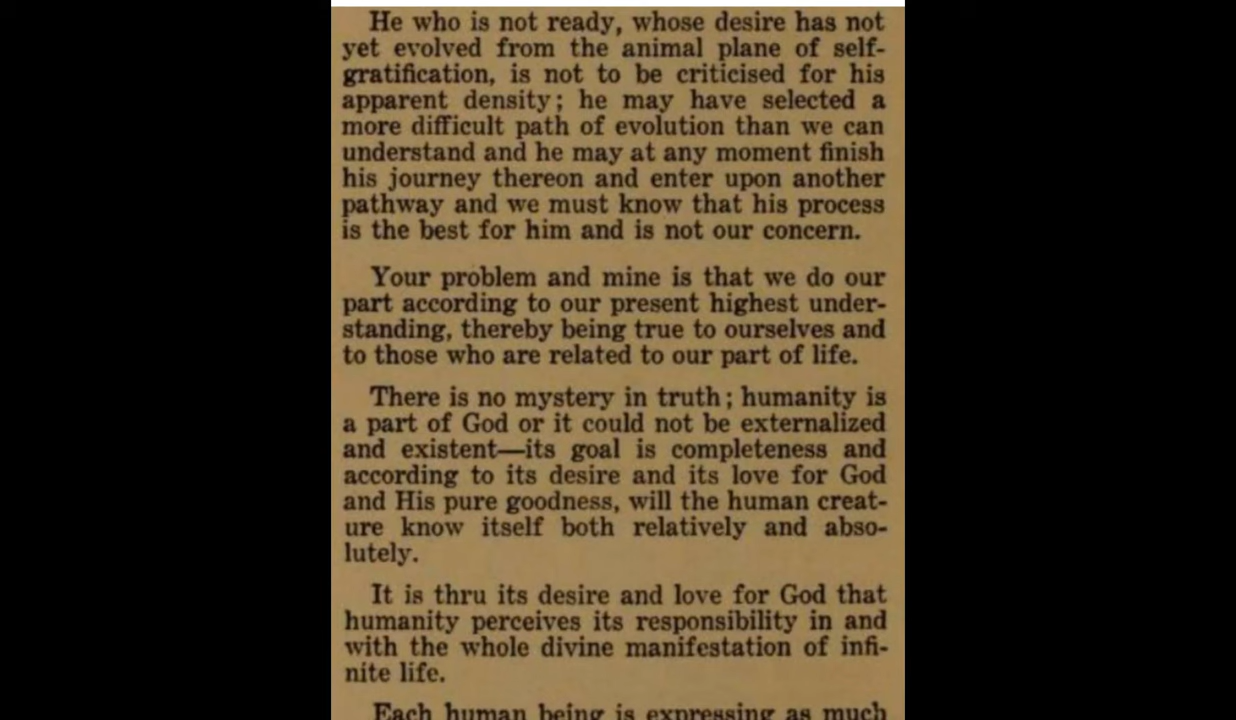 He who is not ready, whose desire has not
yet evolved from the animal plane of self-
gratification, is not to be criticised for his
apparent density; he may have selected a
more difficult path of evolution than we can
understand and he may at any moment finish
his journey thereon and enter upon another
pathway and we must know that his process
is the best for him and is not our concern.
Your problem and mine is that we do our
part according to our present highest under-
standing, thereby being true to ourselves and
to those who are related to our part of life.
There is no mystery in truth; humanity is
a part of God or it could not be externalized
and existent—its goal is completeness and
according to its desire and its love for God
and His pure goodness, will the human creat-
ure know itself both relatively and abso-
lutely.
It is thru its desire and love for God that
humanity perceives its responsibility in and
with the whole divine manifestation of infi-
nite life.
Each human being is expressing as much